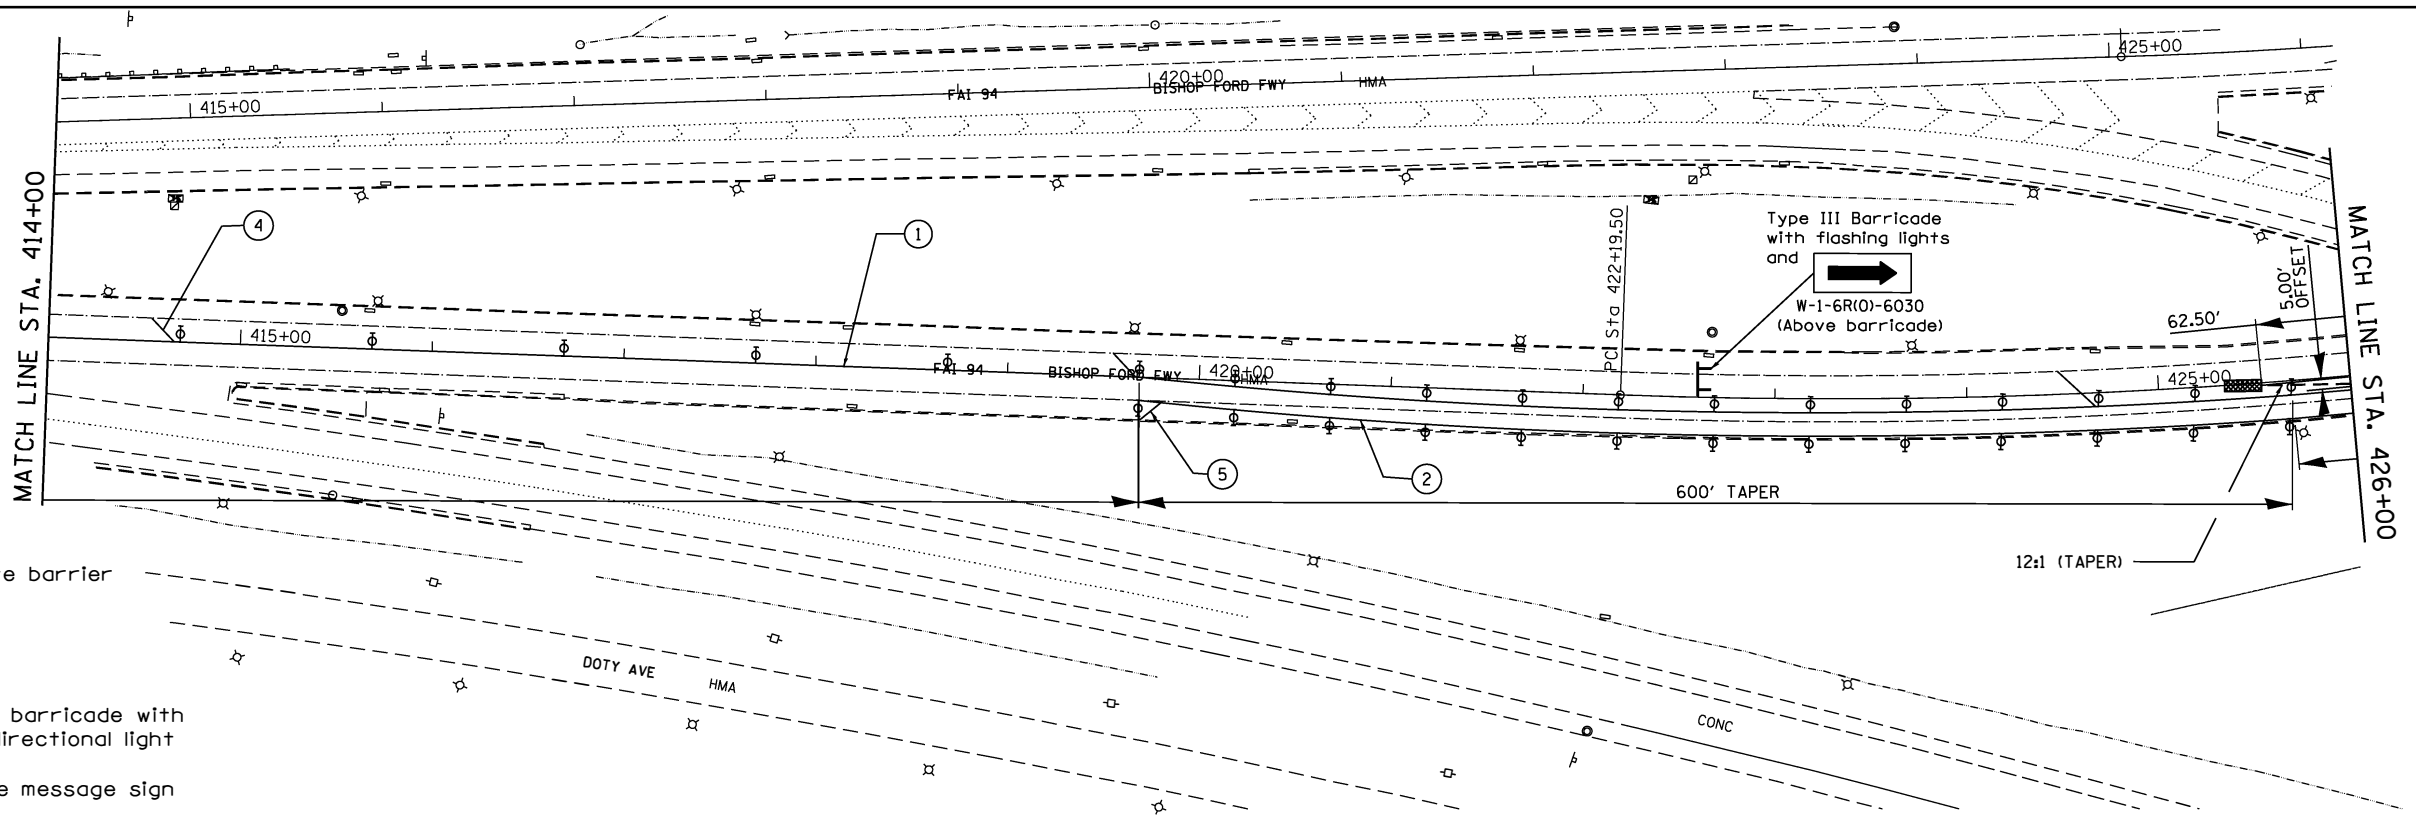 425+00
420+00
415+00
FAI 94
BISHOP FORD FWY
HMA
MATCH LINE STA. 414+00
4
1
PCI Sta 422+19.50
Type III Barricade
with flashing lights
and
W-1-6R(O)-6030
(Above barricade)
62.50'
5.00'
OFFSET
MATCH LINE STA. 426+00
415+00
FAI 94
BISHOP FORD FWY
420+00
HMA
425+00
5
2
600' TAPER
12:1 (TAPER)
e barrier
DOTY AVE
HMA
CONC
barricade with
directional light
e message sign